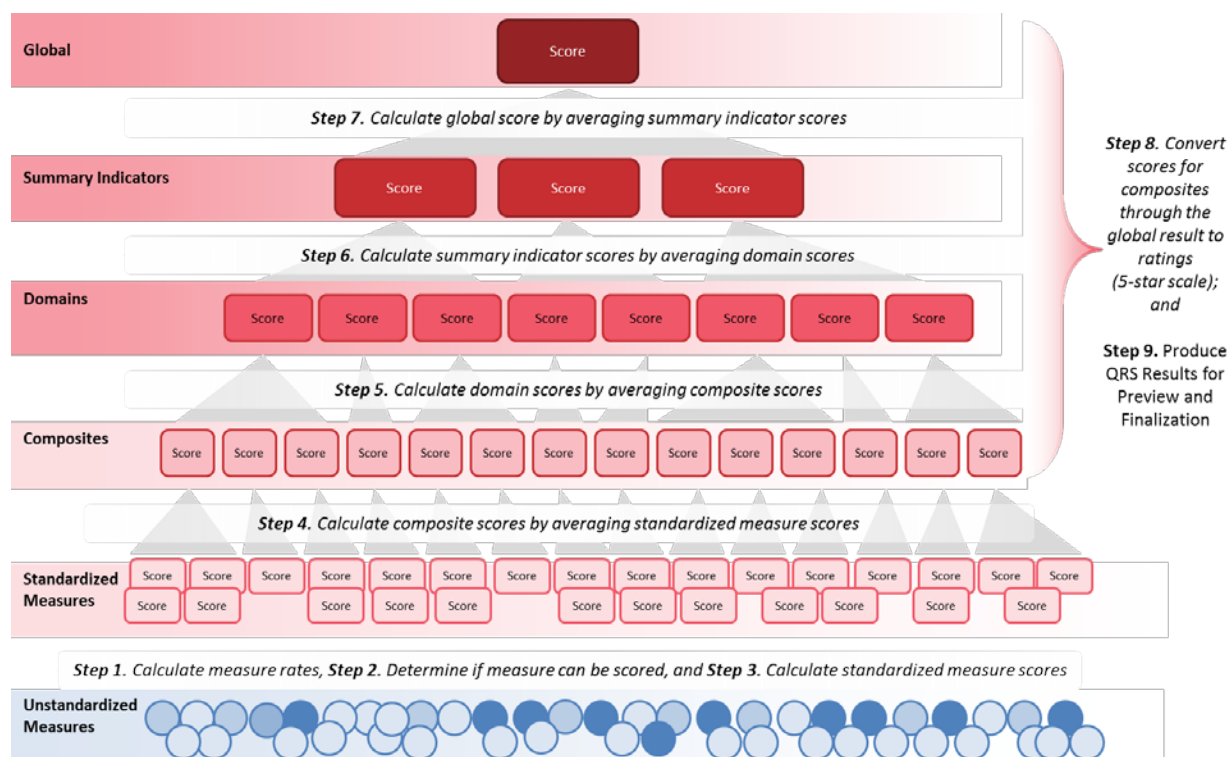 Global
Score
Step 7. Calculate global score by averaging summary indicator scores
Summary Indicators
Score Score Score
Step 6. Calculate summary indicator scores by averaging domain scores
Domains
Score Score Score Score Score Score Score Score
Step 5. Calculate domain scores by averaging composite scores
Composites
Score Score Score Score Score Score Score Score Score Score Score Score Score Score
Step 4. Calculate composite scores by averaging standardized measure scores
Standardized
Measures
Score Score Score Score Score Score Score Score Score Score Score Score Score Score Score Score
Score Score Score Score Score Score Score Score Score Score Score Score
Step 1. Calculate measure rates, Step 2. Determine if measure can be scored, and Step 3. Calculate standardized measure scores
Unstandardized
Measures
Step 8. Convert
scores for
composites
through the
global result to
ratings
(5-star scale);
and
Step 9. Produce
QRS Results for
Preview and
Finalization